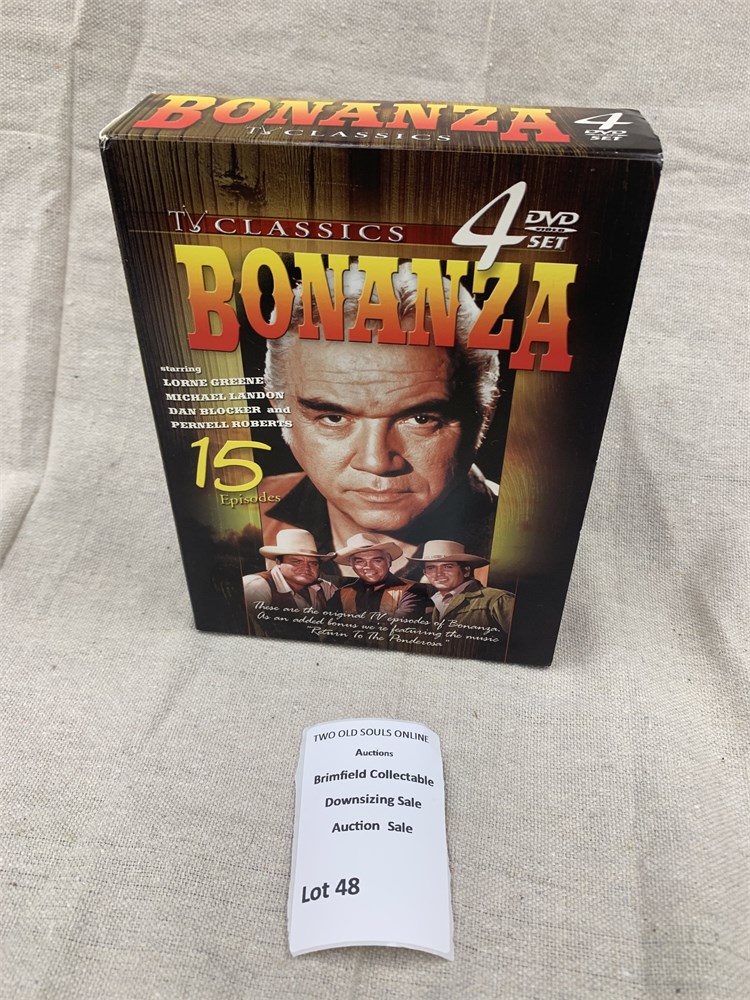 BONANZA
TV CLASSICS
4
DVD
SET
TV CLASSICS
4
DVD
VIDEO
SET
BONANZA
starring
LORNE GREENE
MICHAEL LANDON
DAN BLOCKER and
PERNELL ROBERTS
15
Episodes
These are the original TV episodes of Bonanza.
As an added bonus we're featuring the music
"Return To The Ponderosa"
TWO OLD SOULS ONLINE
Auctions
Brimfield Collectable
Downsizing Sale
Auction Sale
Lot 48